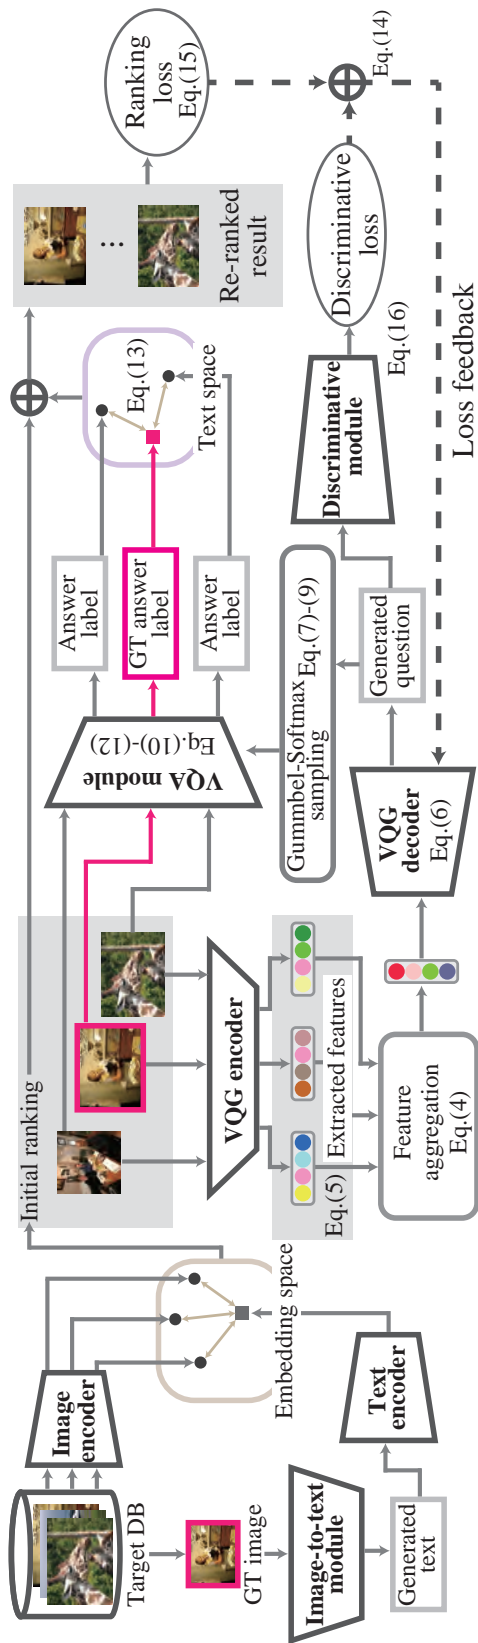 Target DB
GT image
Image-to-text
module
Generated
text
Image
encoder
Text
encoder
Embedding space
Initial ranking
VQG encoder
Eq.(5)
Extracted features
Feature
aggregation
Eq.(4)
VQG
decoder
Eq.(6)
Generated
question
Gummbel-Softmax
sampling
Eq.(7)-(9)
VQA module
Eq.(10)-(12)
Answer
label
GT answer
label
Answer
label
Eq.(13)
Text space
...
Re-ranked
result
Ranking
loss
Eq.(15)
Discriminative
module
Eq.(16)
Discriminative
loss
Eq.(14)
Loss feedback